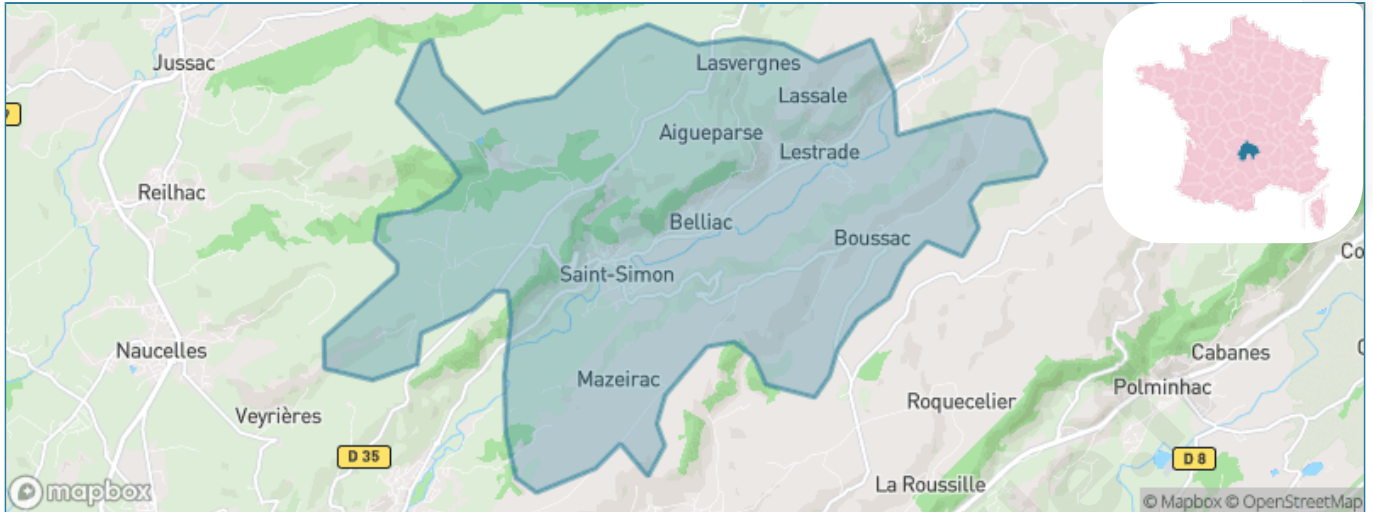 Jussac
Lasvergnes
Lassale
Aigueparse
Lestrade
Reilhac
Belliac
Boussac
Saint-Simon
Naucelles
Cabanes
Mazeirac
Polminhac
Roquecelier
Veyrières
D 35
D 8
La Roussille
mapbox
© Mapbox © OpenStreetMap